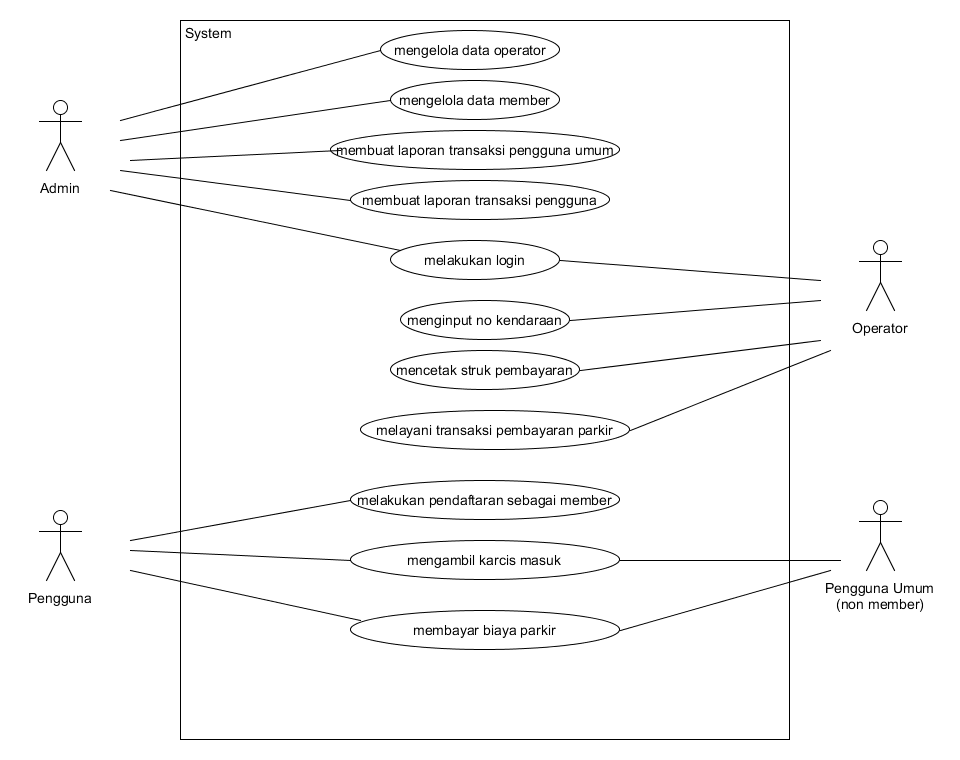 System
mengelola data operator
mengelola data member
membuat laporan transaksi pengguna umum
membuat laporan transaksi pengguna
Admin
melakukan login
menginput no kendaraan
Operator
mencetak struk pembayaran
melayani transaksi pembayaran parkir
melakukan pendaftaran sebagai member
mengambil karcis masuk
Pengguna
Pengguna Umum
(non member)
membayar biaya parkir